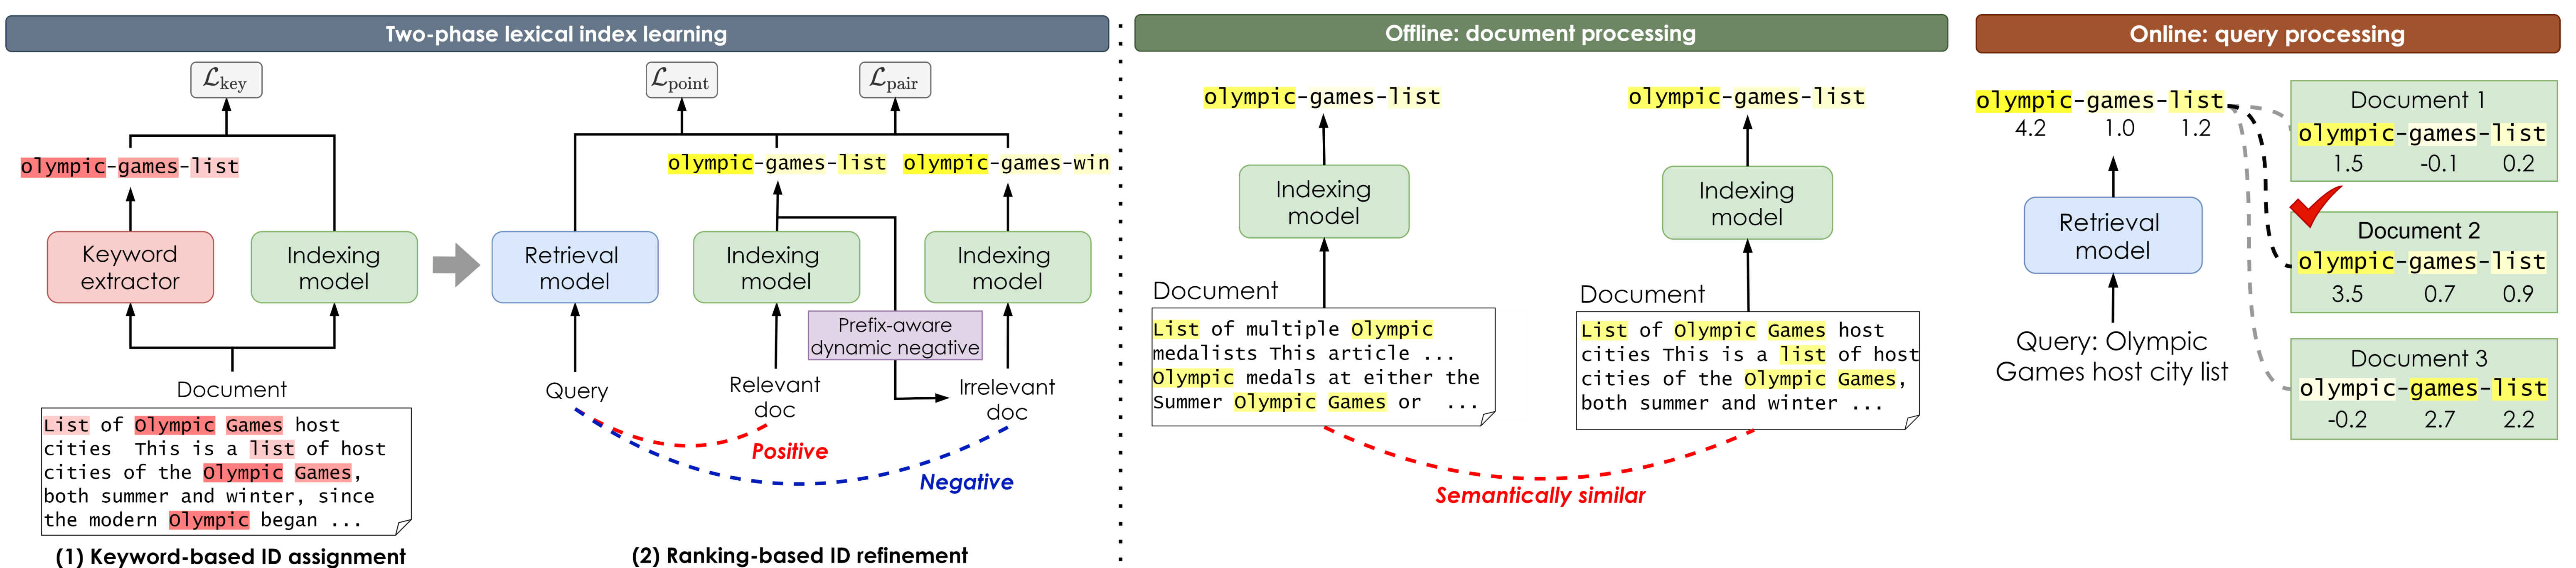 Two-phase lexical index learning
ℒkey
olympic-games-list
Keyword
extractor
Indexing
model
Document
List of Olympic Games host
cities This is a list of host
cities of the Olympic Games,
both summer and winter, since
the modern Olympic began ...
(1) Keyword-based ID assignment
ℒpoint
ℒpair
olympic-games-list
olympic-games-win
Retrieval
model
Indexing
model
Indexing
model
Prefix-aware
dynamic negative
Query
Relevant
doc
Irrelevant
doc
Positive
Negative
(2) Ranking-based ID refinement
Offline: document processing
olympic-games-list
Indexing
model
Document
List of multiple Olympic
medalists This article ...
Olympic medals at either the
Summer Olympic Games or ...
olympic-games-list
Indexing
model
Document
List of Olympic Games host
cities This is a list of host
cities of the Olympic Games,
both summer and winter ...
Semantically similar
Online: query processing
olympic-games-list
4.2 1.0 1.2
Retrieval
model
Query: Olympic
Games host city list
Document 1
olympic-games-list
1.5 -0.1 0.2
Document 2
olympic-games-list
3.5 0.7 0.9
Document 3
olympic-games-list
-0.2 2.7 2.2